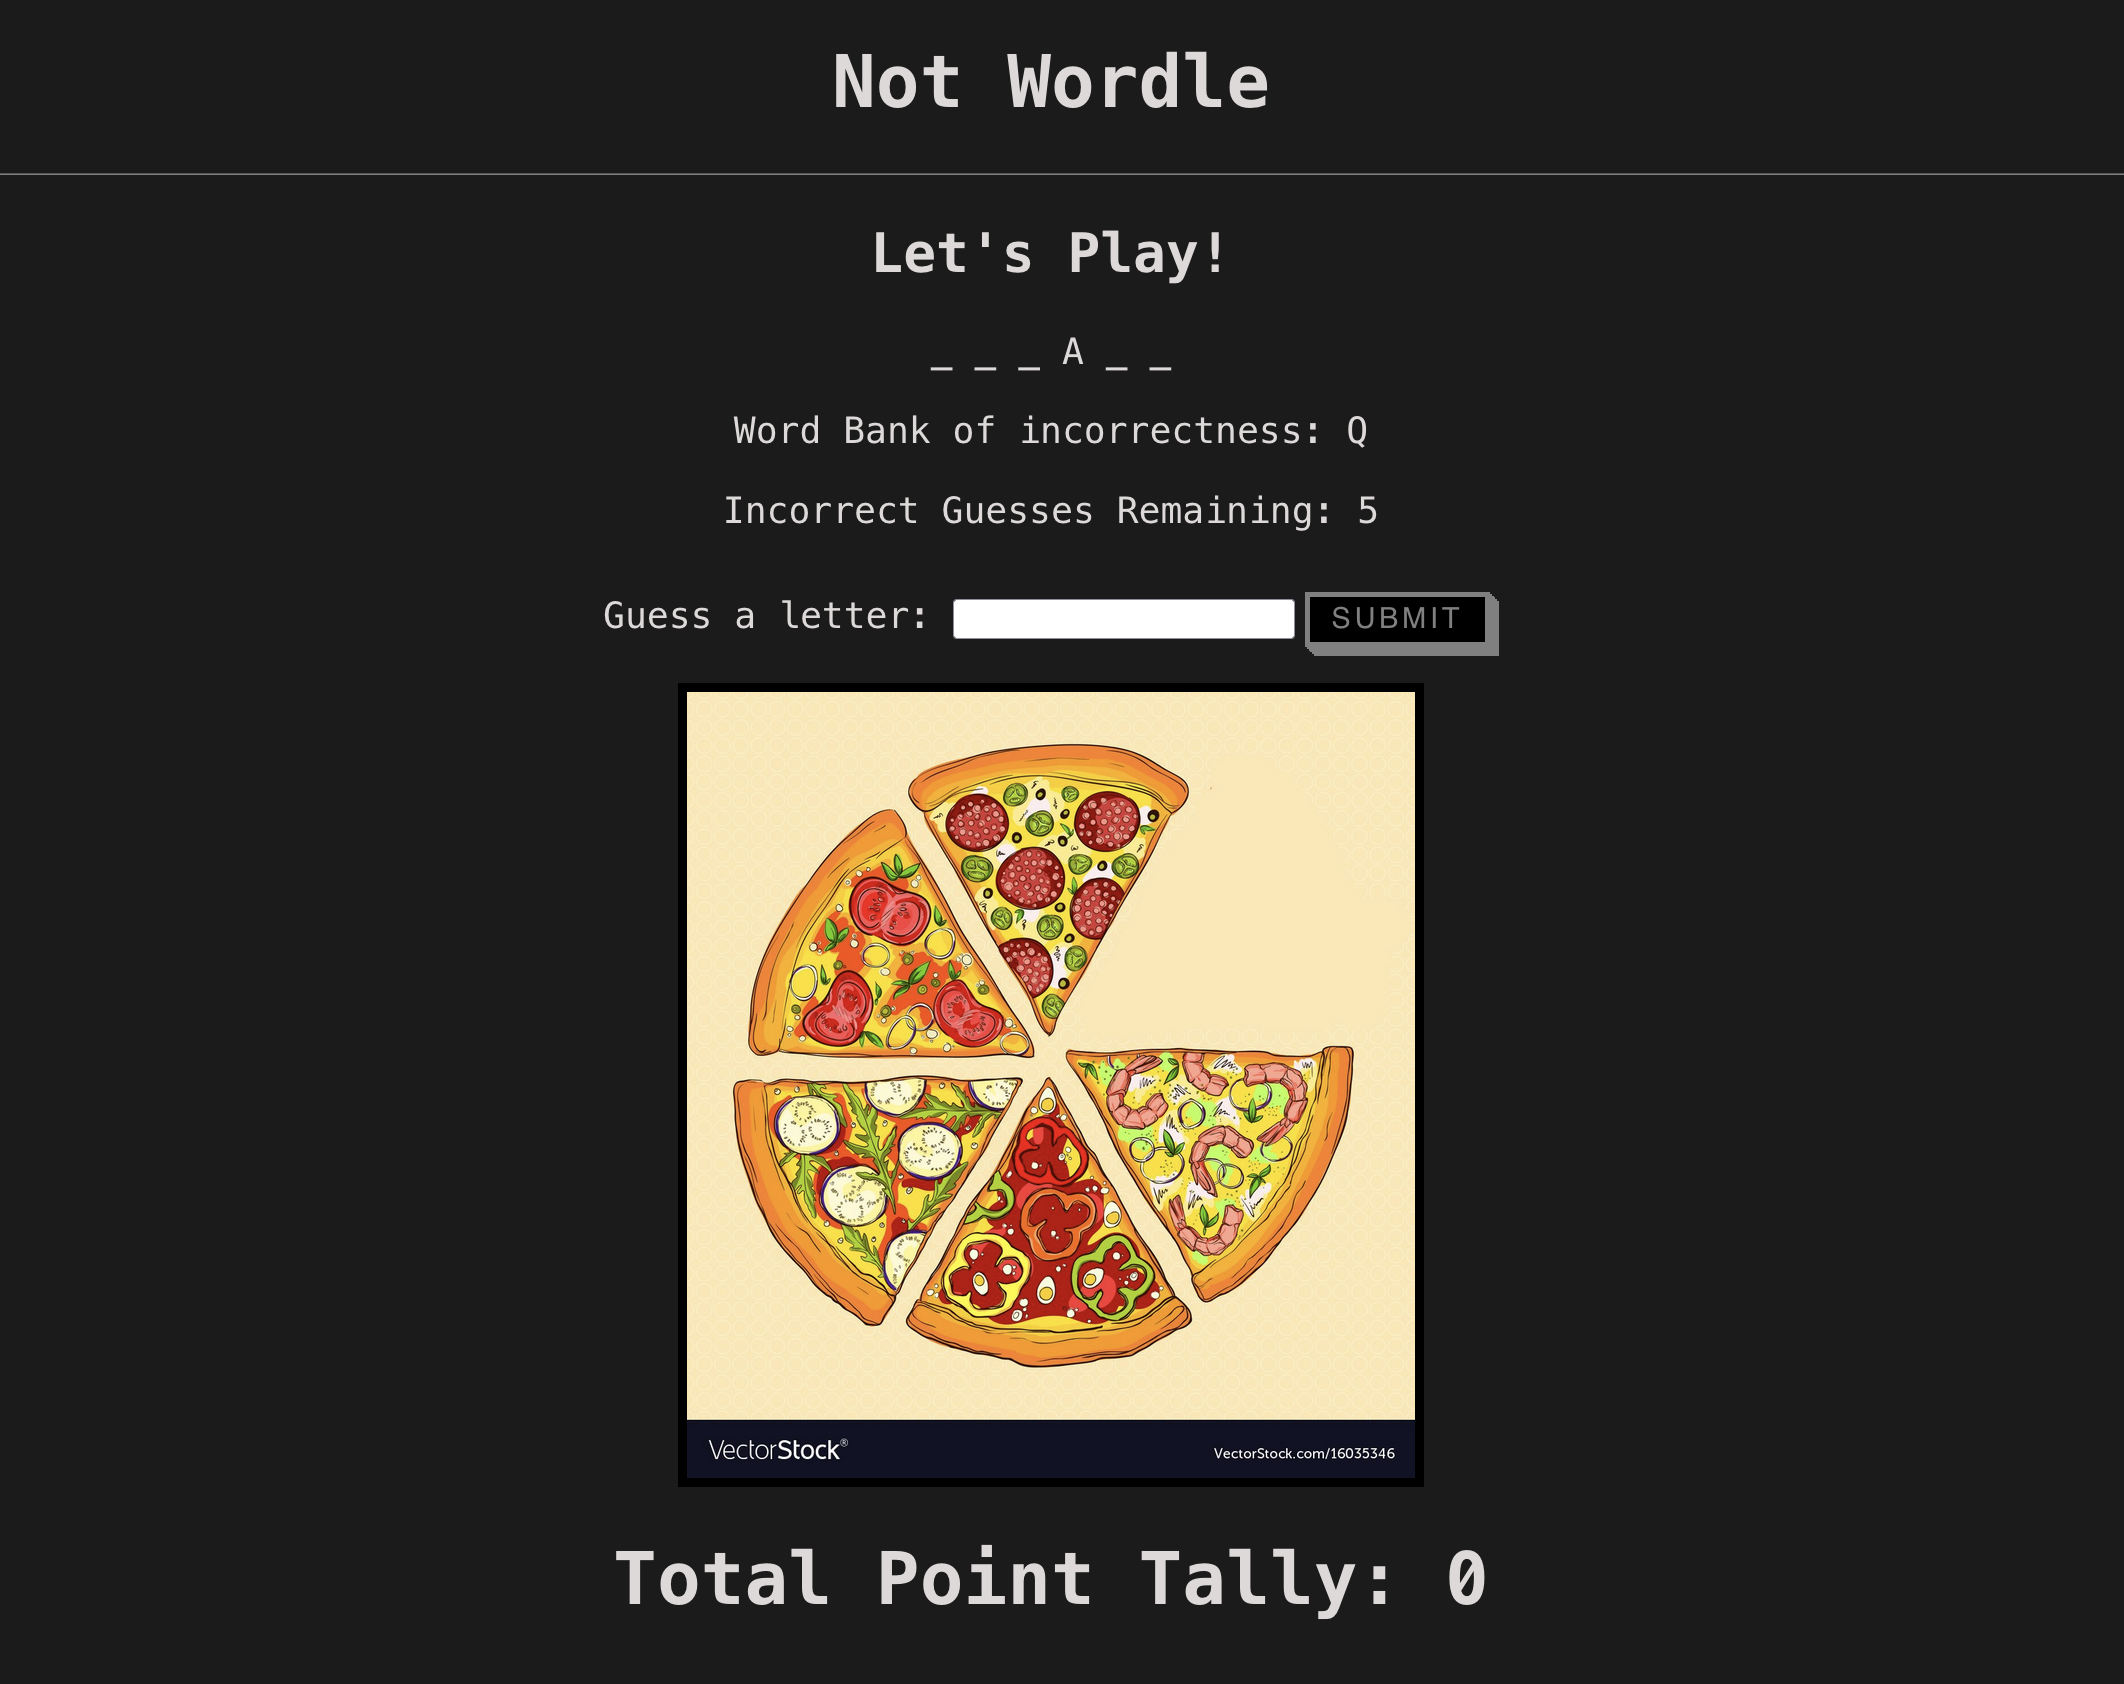 Not Wordle
Let's Play!
_ _ _ A _ _
Word Bank of incorrectness: Q
Incorrect Guesses Remaining: 5
Guess a letter: SUBMIT
VectorStock® VectorStock.com/16035346
Total Point Tally: 0